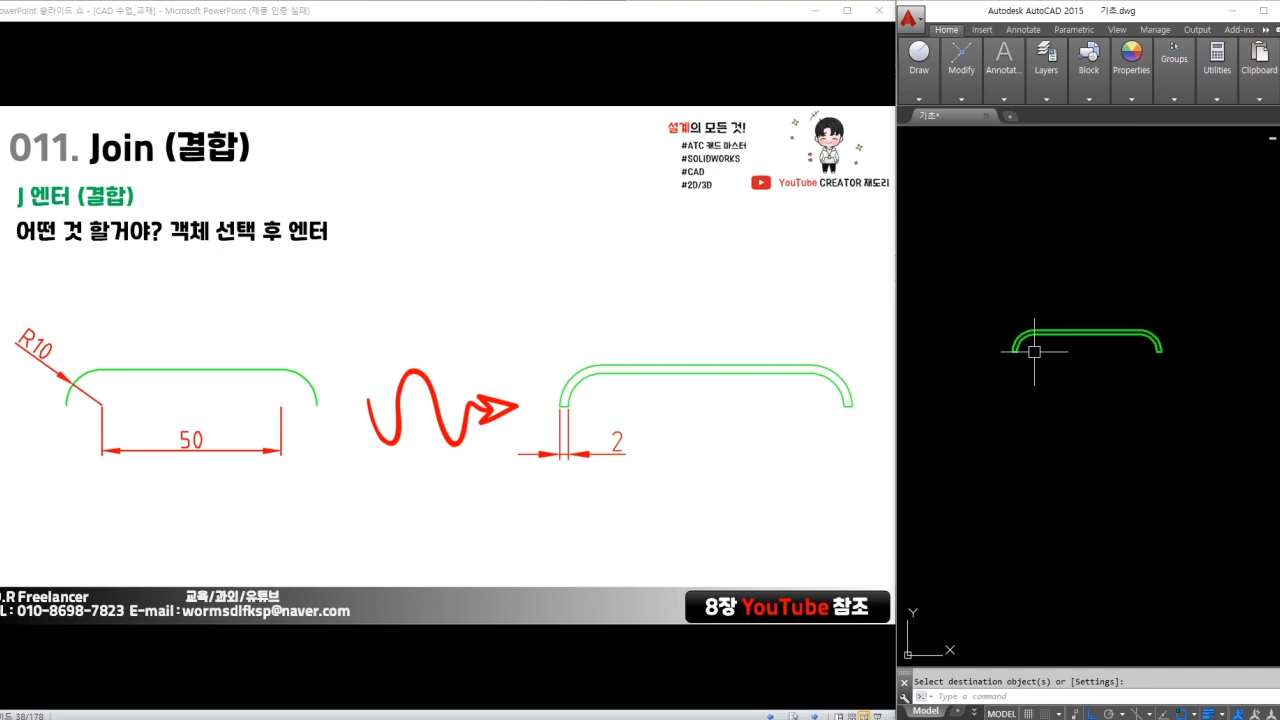 owerPoint 슬라이드 쇼 - [CAD 수업_교재] - Microsoft PowerPoint (제품 인증 실패)
011. Join (결합)
J 엔터 (결합)
어떤 것 할거야? 객체 선택 후 엔터
설계의 모든 것!
#ATC 캐드 마스터
#SOLIDWORKS
#CAD
#2D/3D
YouTube CREATOR 재도리
R10
50
2
.R Freelancer
교육/과외/유튜브
L : 010-8698-7823 E-mail : wormsdlfksp@naver.com
8장 YouTube 참조
이드 38/178
Autodesk AutoCAD 2015 기초.dwg
Home Insert Annotate Parametric View Manage Output Add-ins
Draw Modify Annotat... Layers Block Properties Groups Utilities Clipboard
기초*
Y
X
Select destination object(s) or [Settings]:
Type a command
Model
MODEL